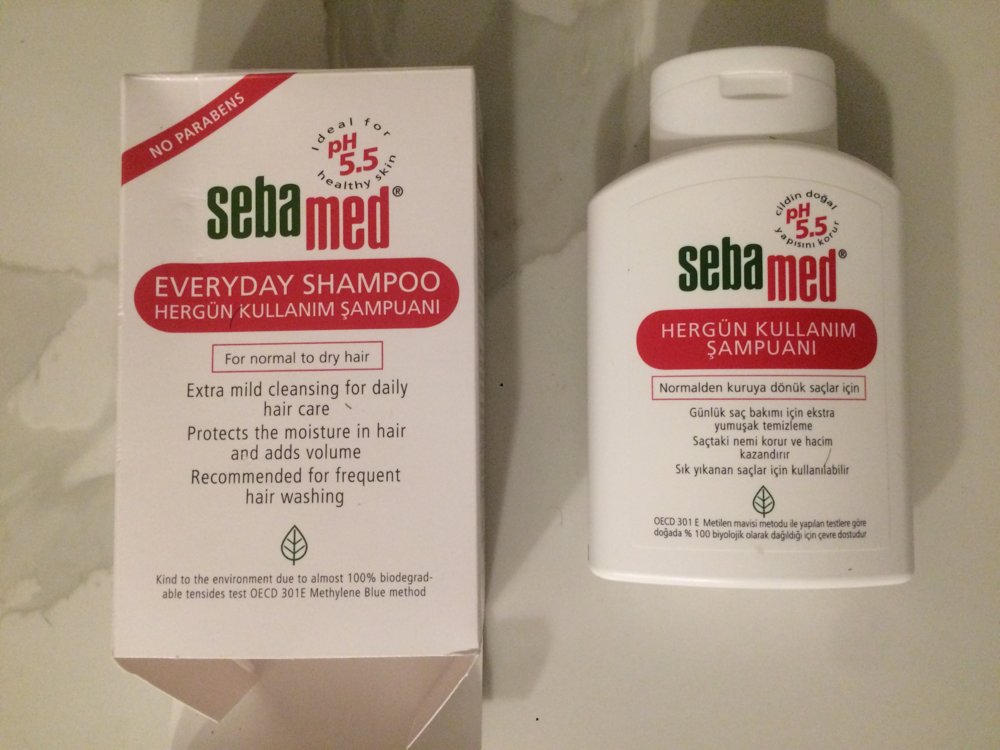 NO PARABENS
Ideal for
pH
5.5
healthy skin
sebamed®
EVERYDAY SHAMPOO
HERGÜN KULLANIM ŞAMPUANI
For normal to dry hair
Extra mild cleansing for daily
hair care
Protects the moisture in hair
and adds volume
Recommended for frequent
hair washing
Kind to the environment due to almost 100% biodegrad-
able tensides test OECD 301E Methylene Blue method
cildin doğal
pH
5.5
yapısını korur
sebamed®
HERGÜN KULLANIM
ŞAMPUANI
Normalden kuruya dönük saçlar için
Günlük saç bakımı için ekstra
yumuşak temizleme
Saçtaki nemi korur ve hacim
kazandırır
Sık yıkanan saçlar için kullanılabilir
OECD 301 E Metilen mavisi metodu ile yapılan testlere göre
doğada % 100 biyolojik olarak dağıldığı için çevre dostudur